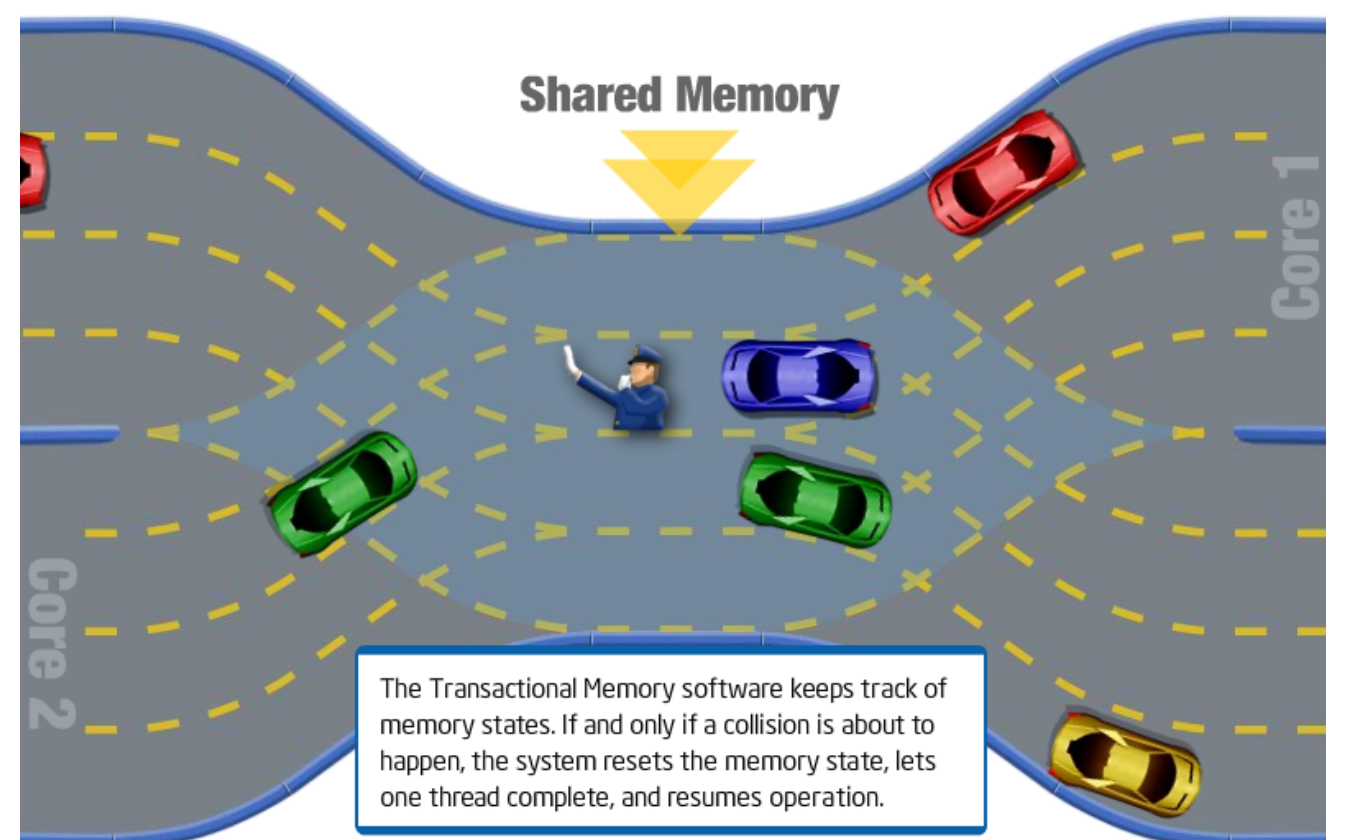 Shared Memory
Core 1
Core 2
The Transactional Memory software keeps track of
memory states. If and only if a collision is about to
happen, the system resets the memory state, lets
one thread complete, and resumes operation.